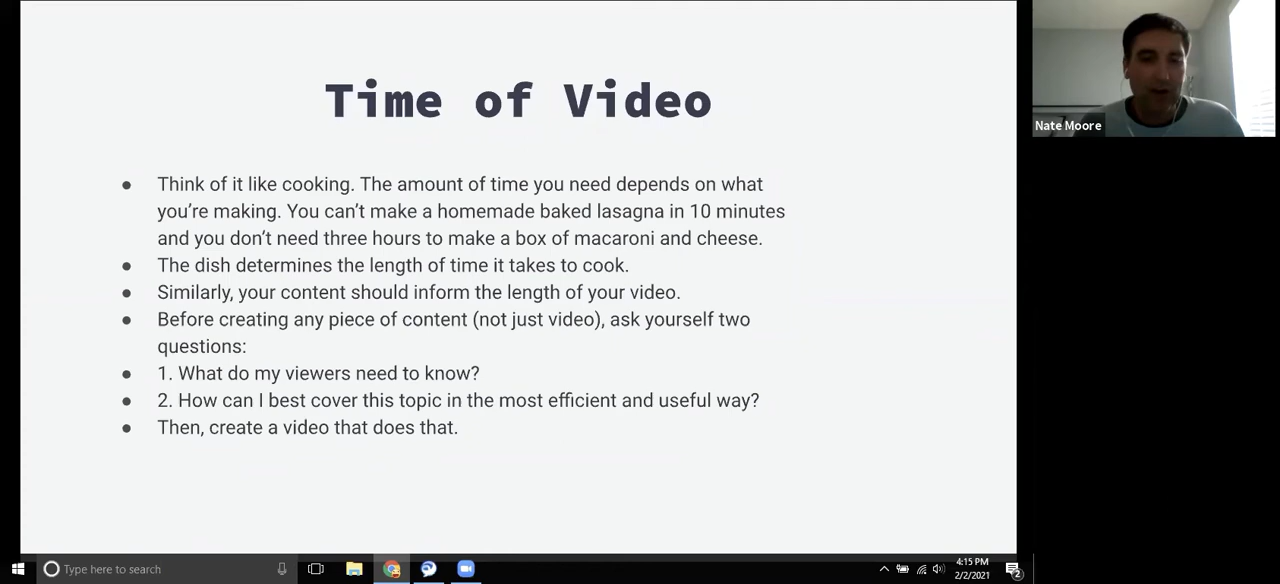 Time of Video
Nate Moore
● Think of it like cooking. The amount of time you need depends on what
you’re making. You can’t make a homemade baked lasagna in 10 minutes
and you don’t need three hours to make a box of macaroni and cheese.
● The dish determines the length of time it takes to cook.
● Similarly, your content should inform the length of your video.
● Before creating any piece of content (not just video), ask yourself two
questions:
● 1. What do my viewers need to know?
● 2. How can I best cover this topic in the most efficient and useful way?
● Then, create a video that does that.
Type here to search
4:15 PM
2/2/2021
2